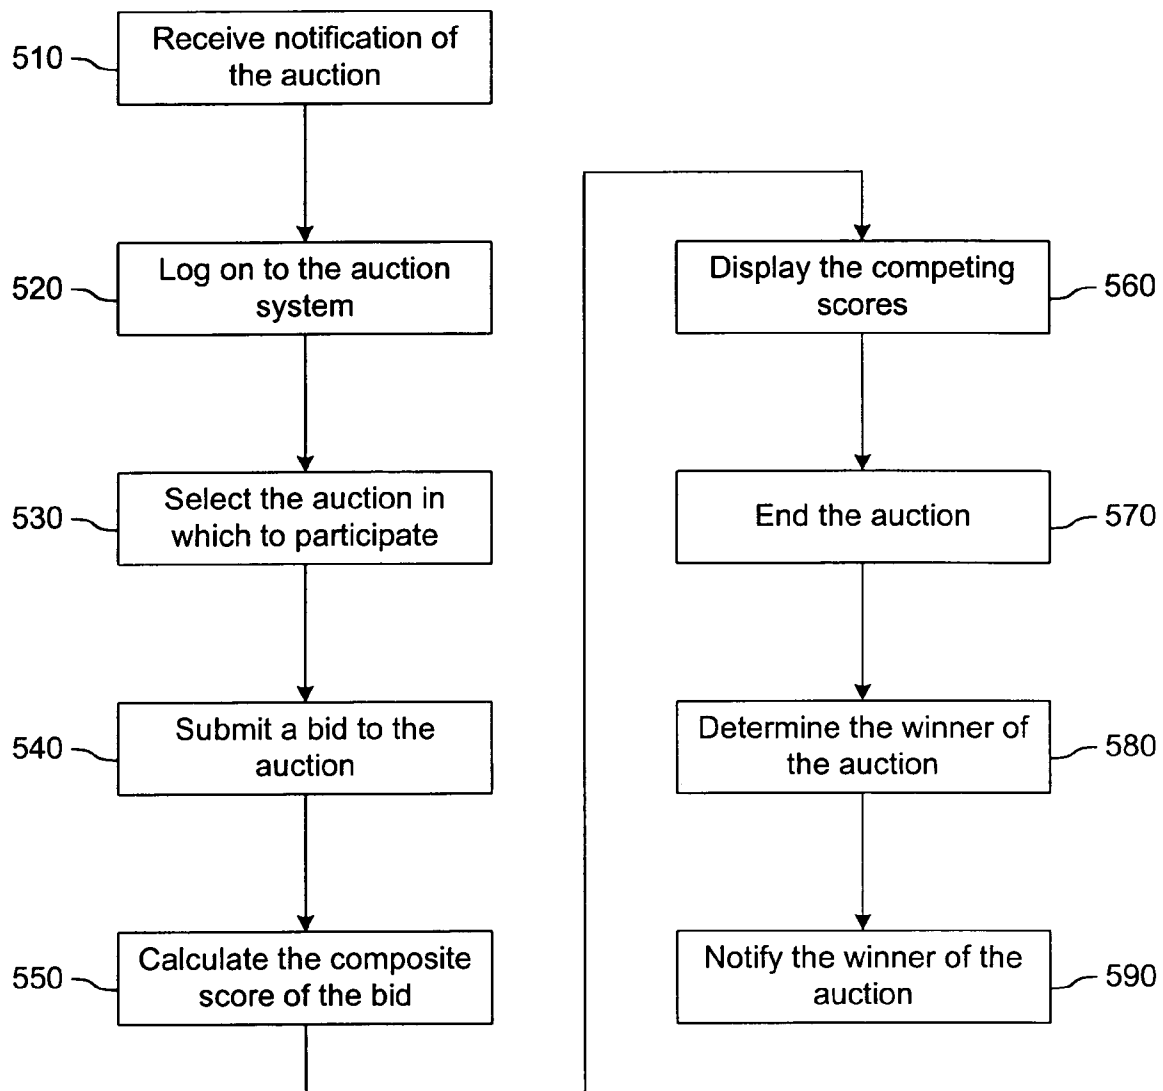 510
Receive notification of
the auction
520
Log on to the auction
system
530
Select the auction in
which to participate
540
Submit a bid to the
auction
550
Calculate the composite
score of the bid
Display the competing
scores
560
End the auction
570
Determine the winner of
the auction
580
Notify the winner of the
auction
590